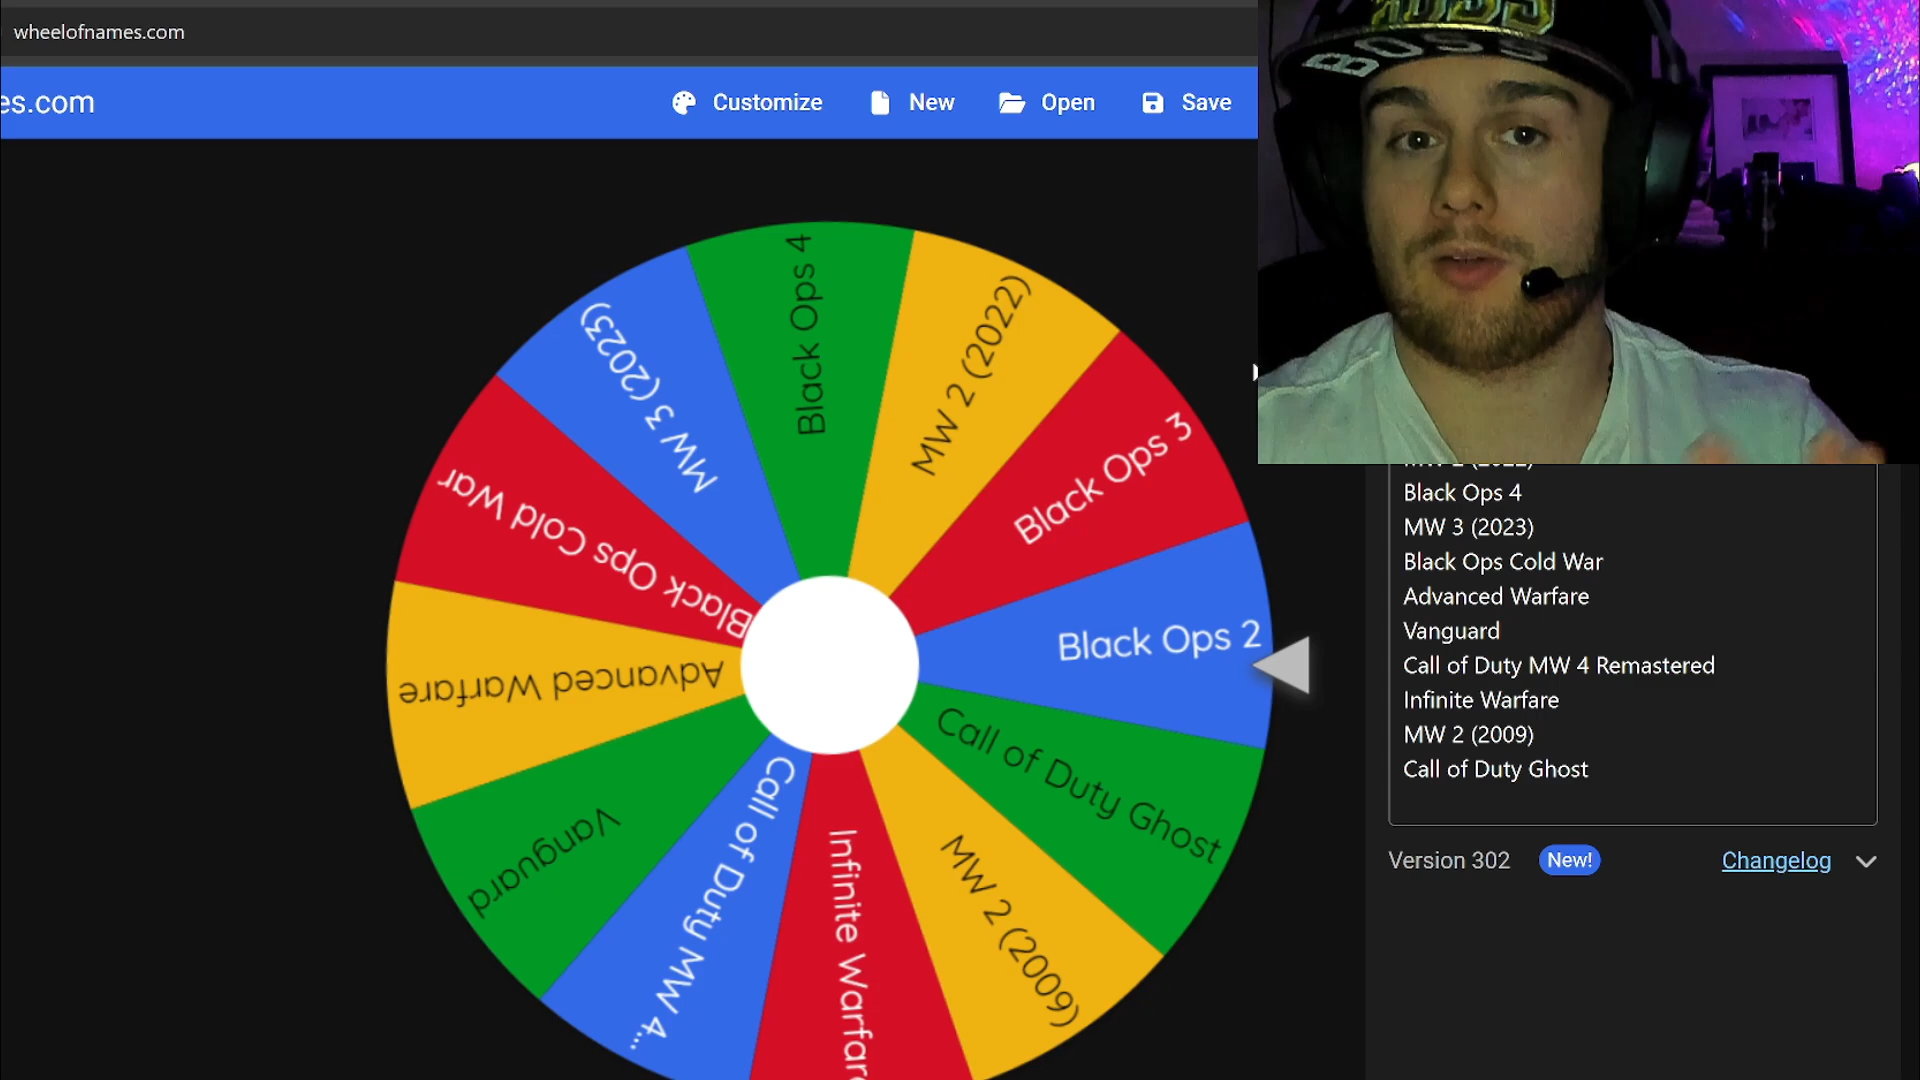 wheelofnames.com
es.com
Customize
New
Open
Save
BOSS
Black Ops 4
MW 2 (2022)
Black Ops 3
Black Ops 2
Call of Duty Ghost
MW 2 (2009)
Infinite Warfar
Call of Duty MW 4...
Vanguard
Advanced Warfare
Black Ops Cold War
MW 3 (2023)
Black Ops 4
MW 3 (2023)
Black Ops Cold War
Advanced Warfare
Vanguard
Call of Duty MW 4 Remastered
Infinite Warfare
MW 2 (2009)
Call of Duty Ghost
Version 302
New!
Changelog